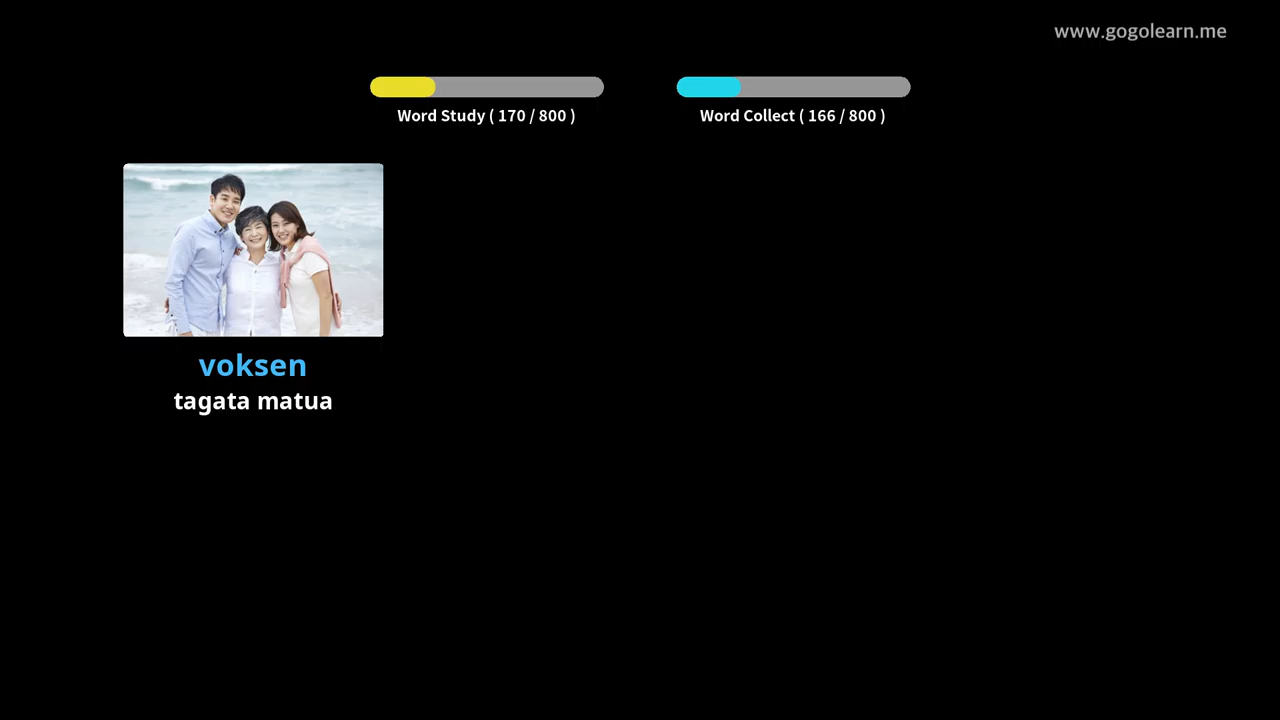 www.gogolearn.me
Word Study ( 170 / 800 )
Word Collect ( 166 / 800 )
voksen
tagata matua